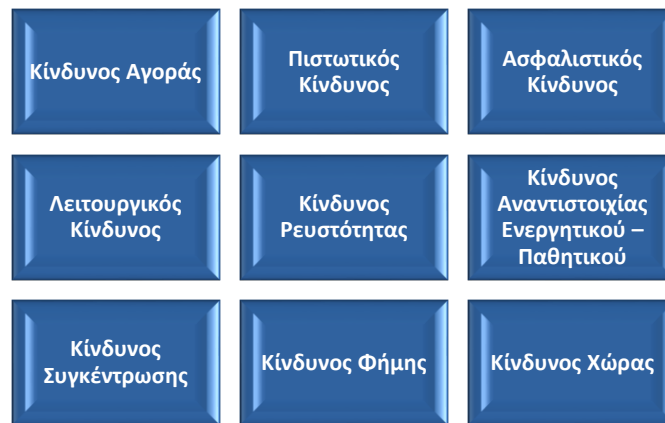 Κίνδυνος Αγοράς
Πιστωτικός
Κίνδυνος
Ασφαλιστικός
Κίνδυνος
Λειτουργικός
Κίνδυνος
Κίνδυνος
Ρευστότητας
Κίνδυνος
Αναντιστοιχίας
Ενεργητικού –
Παθητικού
Κίνδυνος
Συγκέντρωσης
Κίνδυνος Φήμης
Κίνδυνος Χώρας